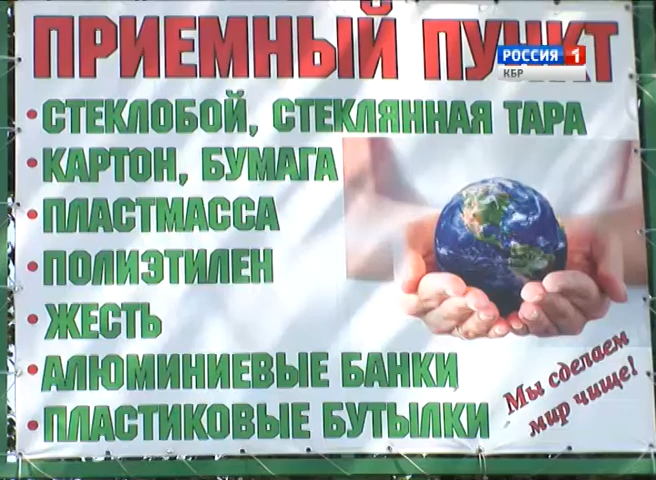 ПРИЕМНЫЙ ПУНКТ
РОССИЯ 1
КБР
• СТЕКЛОБОЙ, СТЕКЛЯННАЯ ТАРА
• КАРТОН, БУМАГА
• ПЛАСТМАССА
• ПОЛИЭТИЛЕН
• ЖЕСТЬ
• АЛЮМИНИЕВЫЕ БАНКИ
• ПЛАСТИКОВЫЕ БУТЫЛКИ
Мы сделаем
мир чище!